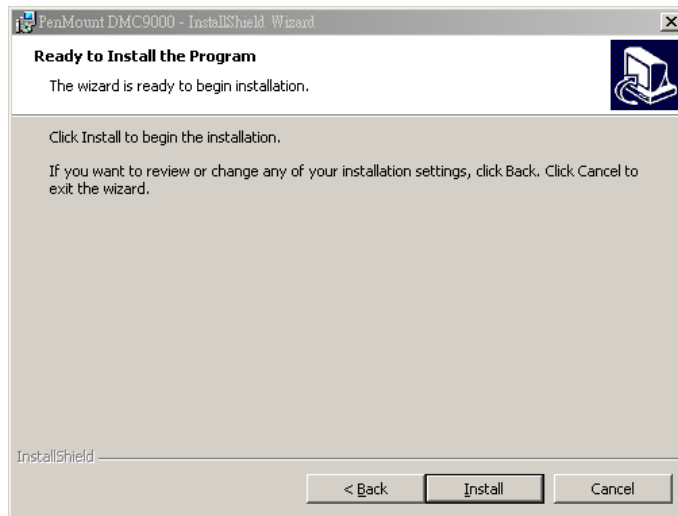 PenMount DMC9000 - InstallShield Wizard
Ready to Install the Program
The wizard is ready to begin installation.
Click Install to begin the installation.
If you want to review or change any of your installation settings, click Back. Click Cancel to
exit the wizard.
InstallShield
< Back
Install
Cancel